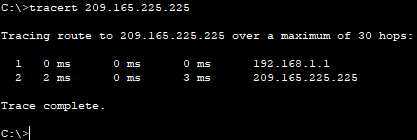 C:\>tracert 209.165.225.225
Tracing route to 209.165.225.225 over a maximum of 30 hops:
1 0 ms 0 ms 0 ms 192.168.1.1
2 2 ms 0 ms 3 ms 209.165.225.225
Trace complete.
C:\>